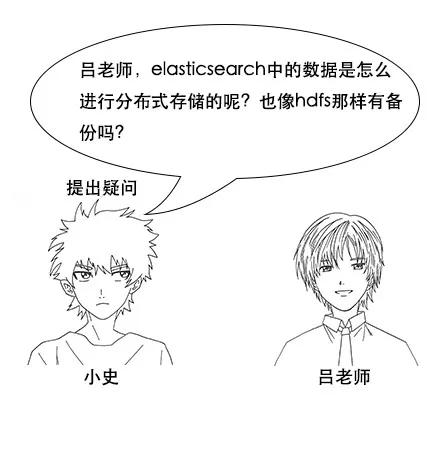 吕老师，elasticsearch中的数据是怎么
进行分布式存储的呢？也像hdfs那样有备
份吗？
提出疑问
小史
吕老师